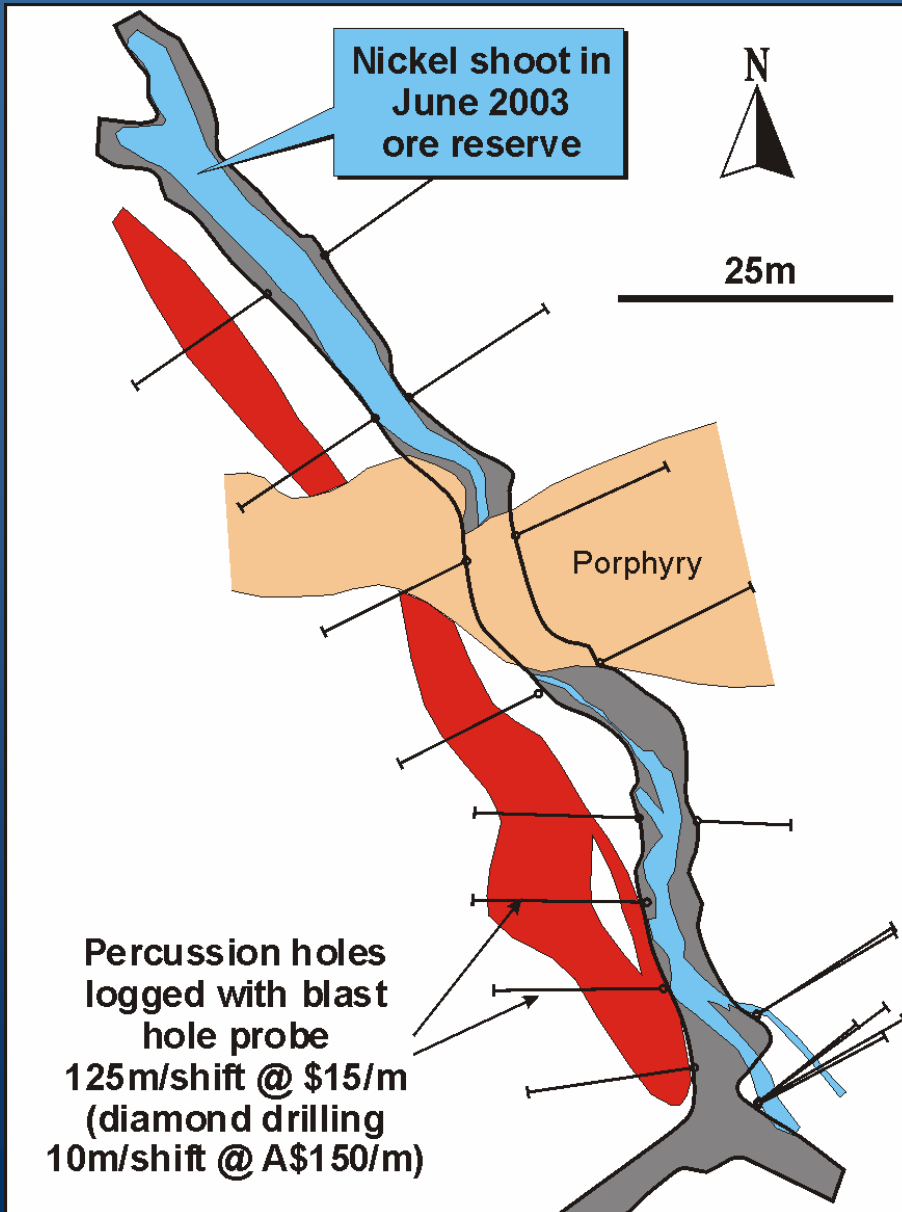 Nickel shoot in
June 2003
ore reserve
N
25m
Porphyry
Percussion holes
logged with blast
hole probe
125m/shift @ $15/m
(diamond drilling
10m/shift @ A$150/m)